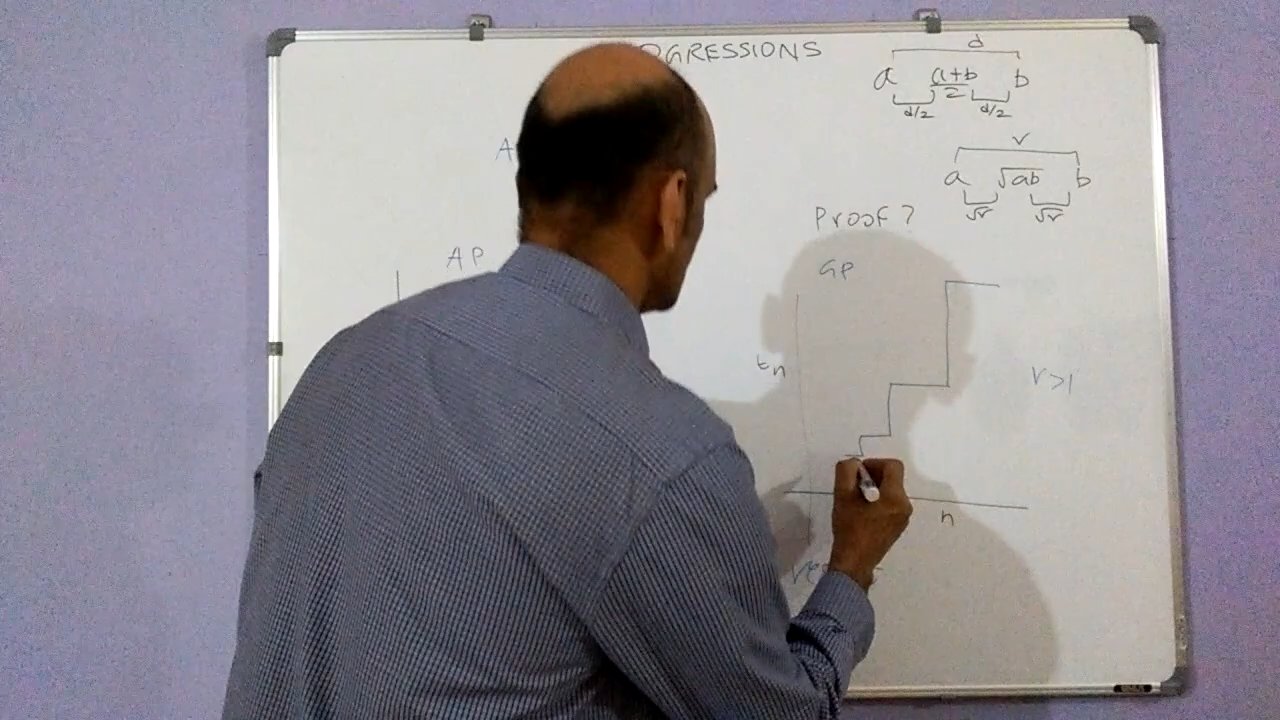 OGRESSIONS
d
a a+b/2 b
d/2 d/2
r
a √ab b
√r √r
Proof?
AP
GP
tn
r>1
n